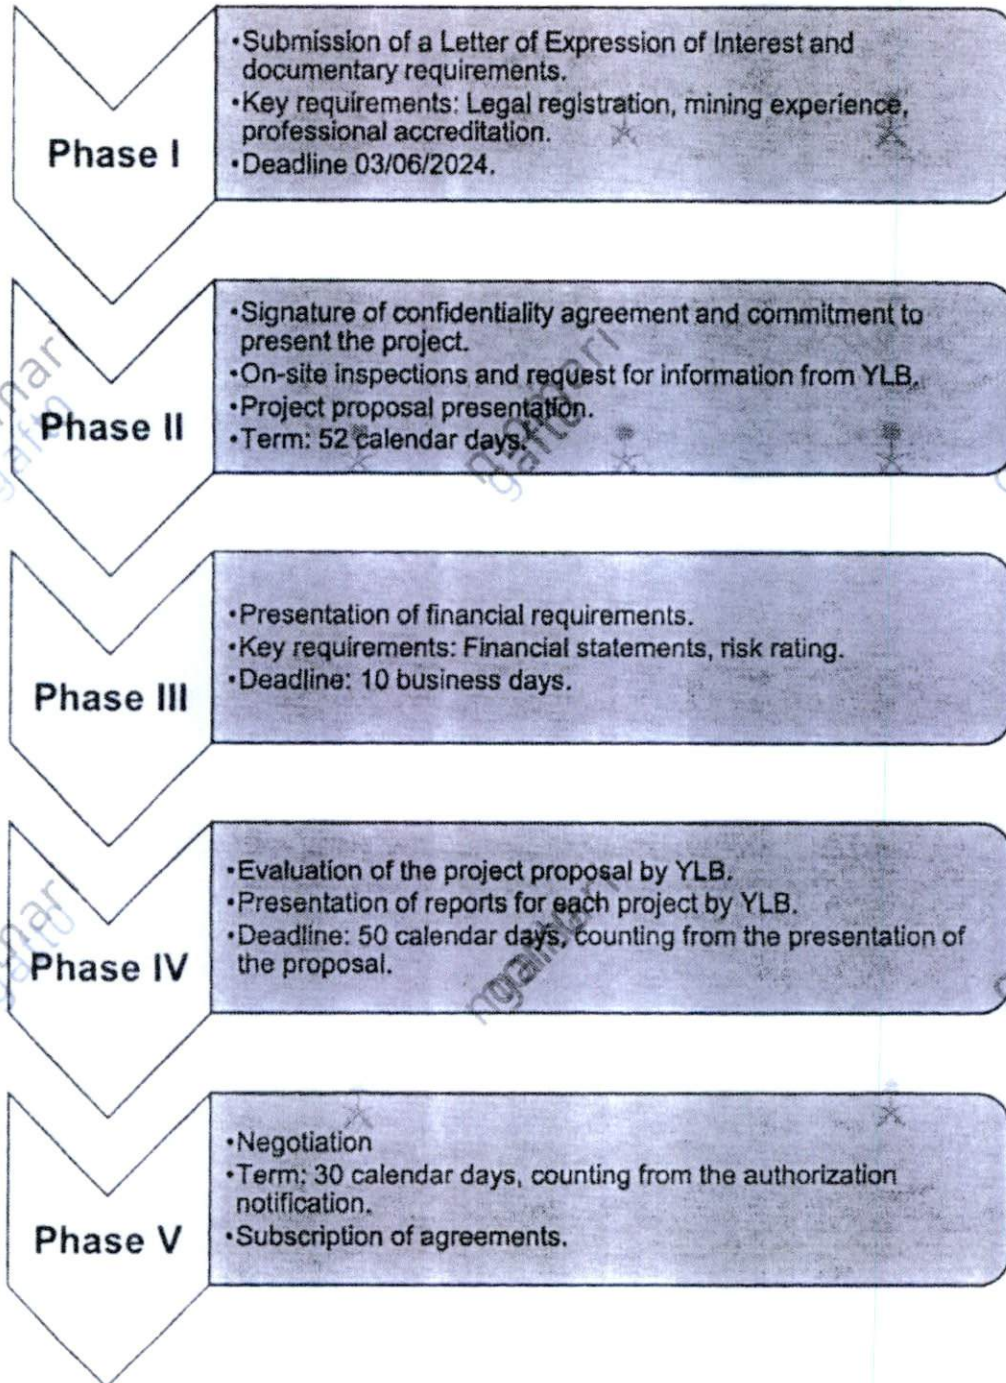 •Submission of a Letter of Expression of Interest and
documentary requirements.
•Key requirements: Legal registration, mining experience,
professional accreditation.
•Deadline 03/06/2024.
Phase I
•Signature of confidentiality agreement and commitment to
present the project.
•On-site inspections and request for information from YLB.
•Project proposal presentation.
•Term: 52 calendar days.
Phase II
•Presentation of financial requirements.
•Key requirements: Financial statements, risk rating.
•Deadline: 10 business days.
Phase III
•Evaluation of the project proposal by YLB.
•Presentation of reports for each project by YLB.
•Deadline: 50 calendar days, counting from the presentation of
the proposal.
Phase IV
•Negotiation
•Term: 30 calendar days, counting from the authorization
notification.
•Subscription of agreements.
Phase V